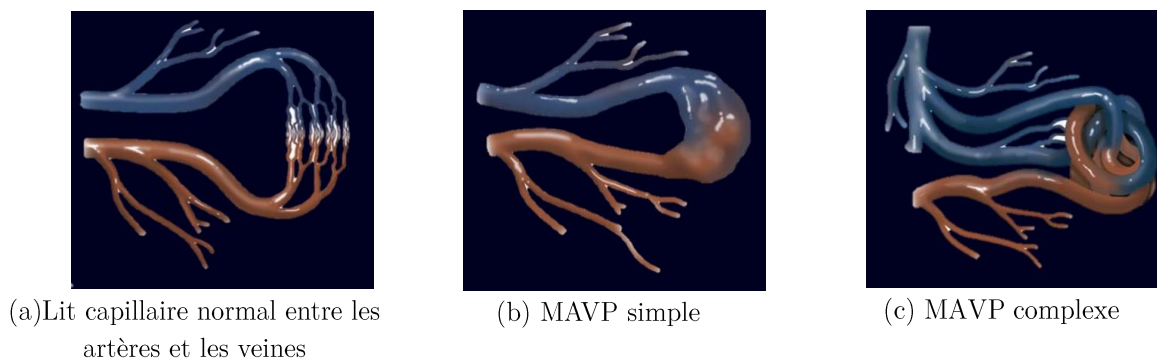 (a)Lit capillaire normal entre les
artères et les veines
(b) MAVP simple
(c) MAVP complexe